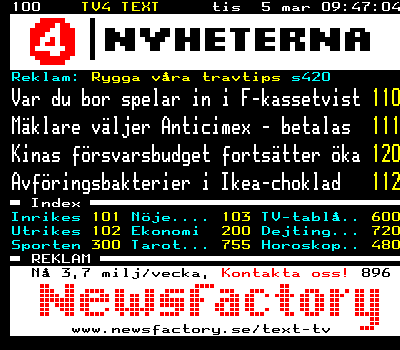 100 TV4 TEXT tis 5 mar 09:47:04
4 NYHETERNA
Reklam: Rygga våra travtips s420
Var du bor spelar in i F-kassetvist 110
Mäklare väljer Anticimex - betalas 111
Kinas försvarsbudget fortsätter öka 120
Avföringsbakterier i Ikea-choklad 112
Index
Inrikes 101 Nöje.... 103 TV-tablå.. 600
Utrikes 102 Ekonomi 200 Dejting... 720
Sporten 300 Tarot... 755 Horoskop.. 480
REKLAM
Nå 3,7 milj/vecka, Kontakta oss! 896
Newsfactory
www.newsfactory.se/text-tv